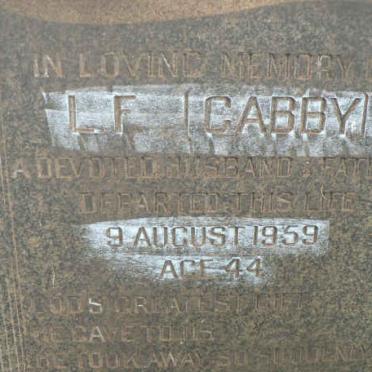 IN LOVING MEMORY
L F (CABBY)
A DEVOTED HUSBAND & FAT
DEPARTED THIS LIFE
9 AUGUST 1959
AGE 44
GOD'S GREATEST GIFT
HE GAVE TO US
HE TOOK AWAY SO SUDDENLY